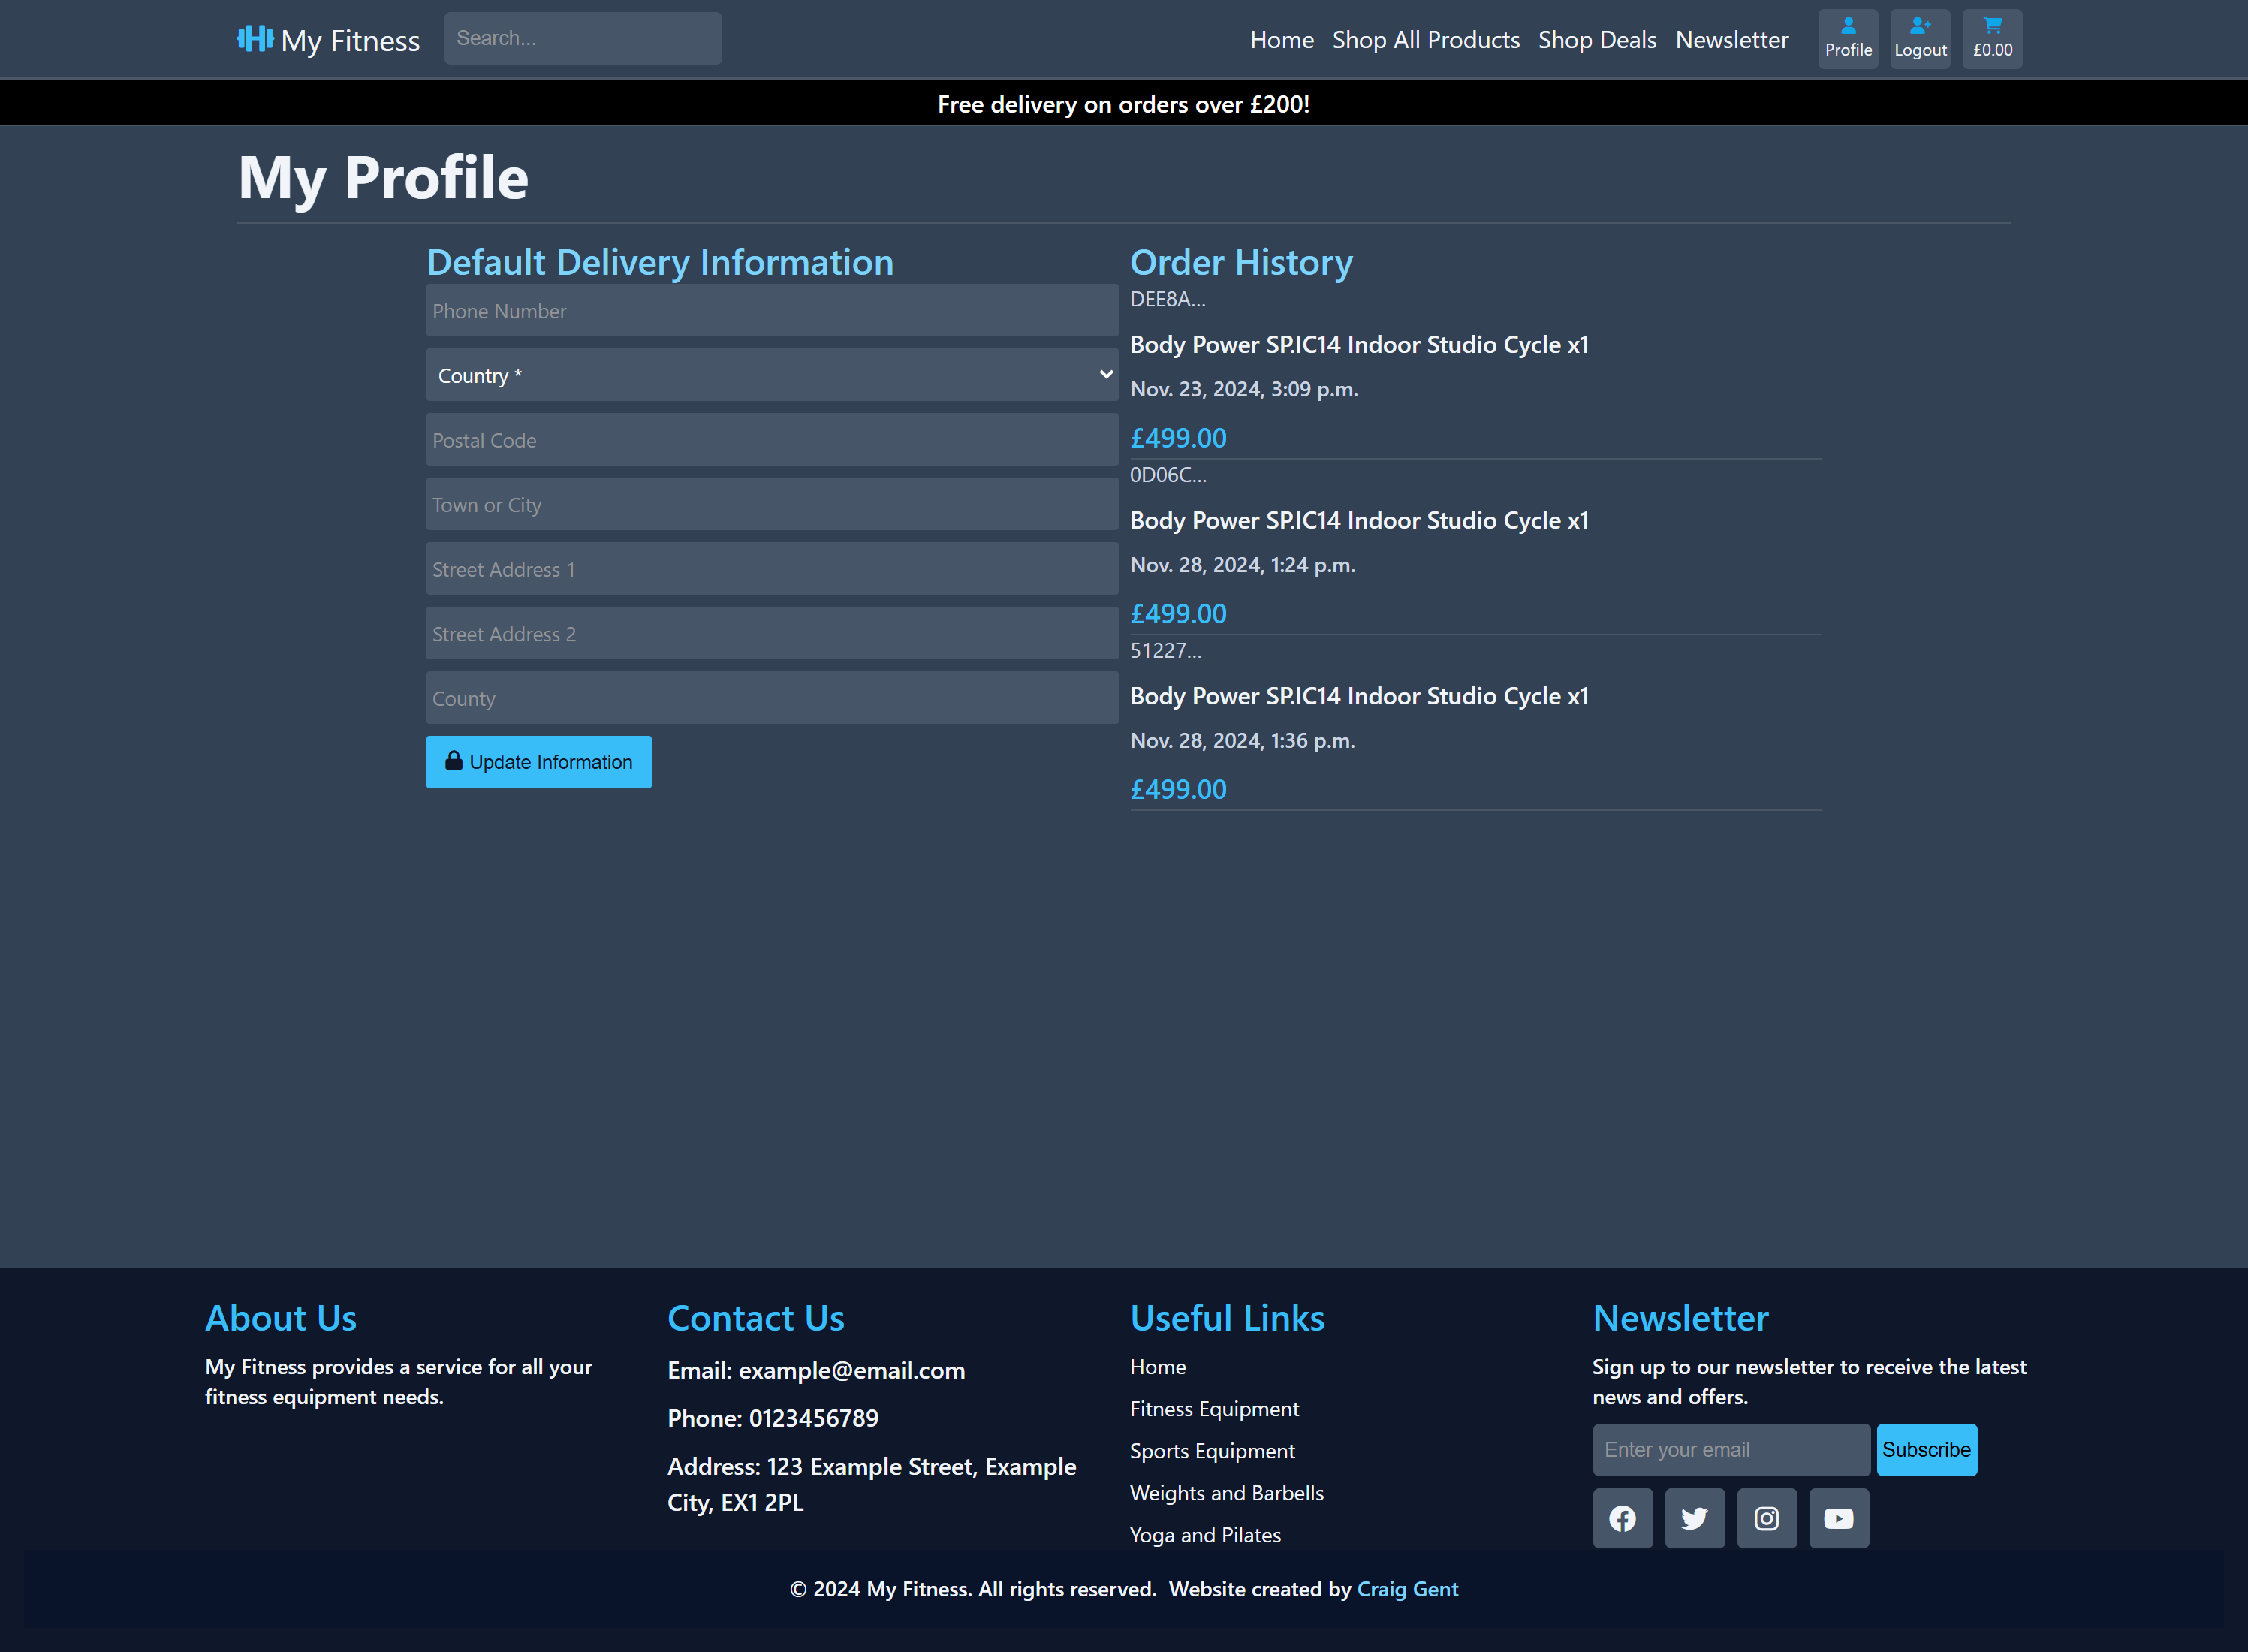 My Fitness
Search...
Home
Shop All Products
Shop Deals
Newsletter
Profile
Logout
£0.00
Free delivery on orders over £200!
My Profile
Default Delivery Information
Phone Number
Country *
Postal Code
Town or City
Street Address 1
Street Address 2
County
Update Information
Order History
DEE8A...
Body Power SP.IC14 Indoor Studio Cycle x1
Nov. 23, 2024, 3:09 p.m.
£499.00
0D06C...
Body Power SP.IC14 Indoor Studio Cycle x1
Nov. 28, 2024, 1:24 p.m.
£499.00
51227...
Body Power SP.IC14 Indoor Studio Cycle x1
Nov. 28, 2024, 1:36 p.m.
£499.00
About Us
My Fitness provides a service for all your
fitness equipment needs.
Contact Us
Email: example@email.com
Phone: 0123456789
Address: 123 Example Street, Example
City, EX1 2PL
Useful Links
Home
Fitness Equipment
Sports Equipment
Weights and Barbells
Yoga and Pilates
Newsletter
Sign up to our newsletter to receive the latest
news and offers.
Enter your email
Subscribe
© 2024 My Fitness. All rights reserved. Website created by Craig Gent